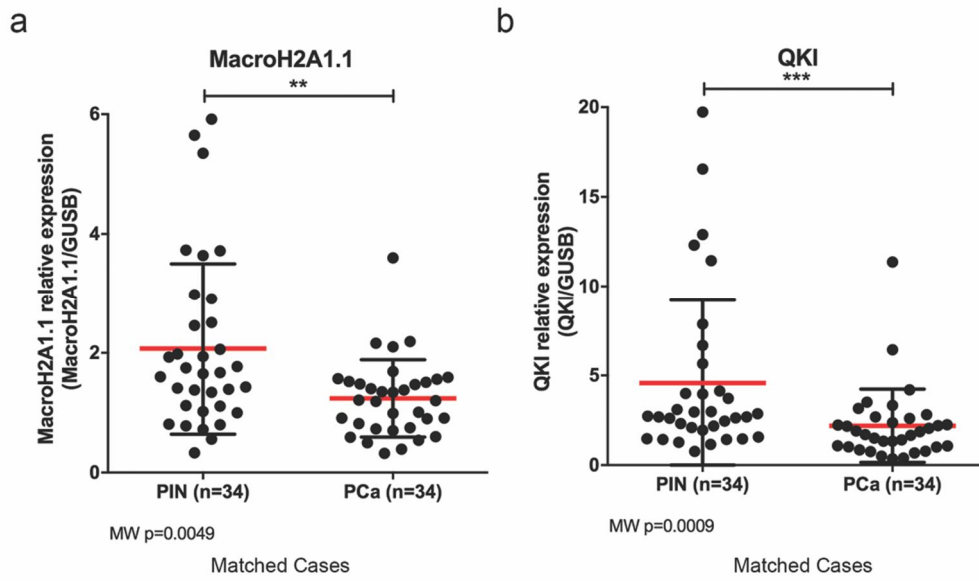 a
MacroH2A1.1
**
MacroH2A1.1 relative expression
(MacroH2A1.1/GUSB)
6
4
2
0
PIN (n=34)
PCa (n=34)
MW p=0.0049
Matched Cases
b
QKI
***
QKI relative expression
(QKI/GUSB)
20
15
10
5
0
PIN (n=34)
PCa (n=34)
MW p=0.0009
Matched Cases